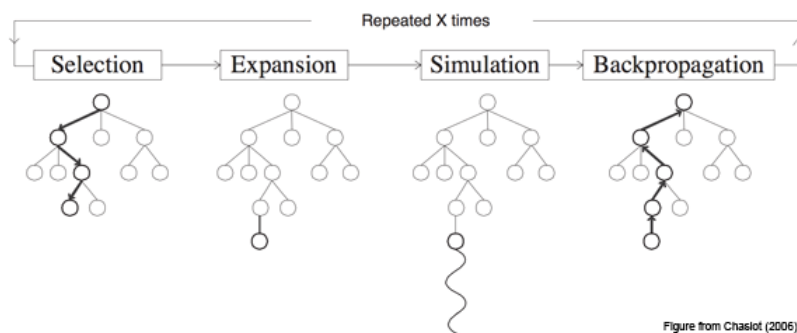 Repeated X times
Selection
Expansion
Simulation
Backpropagation
Figure from Chaslot (2006)